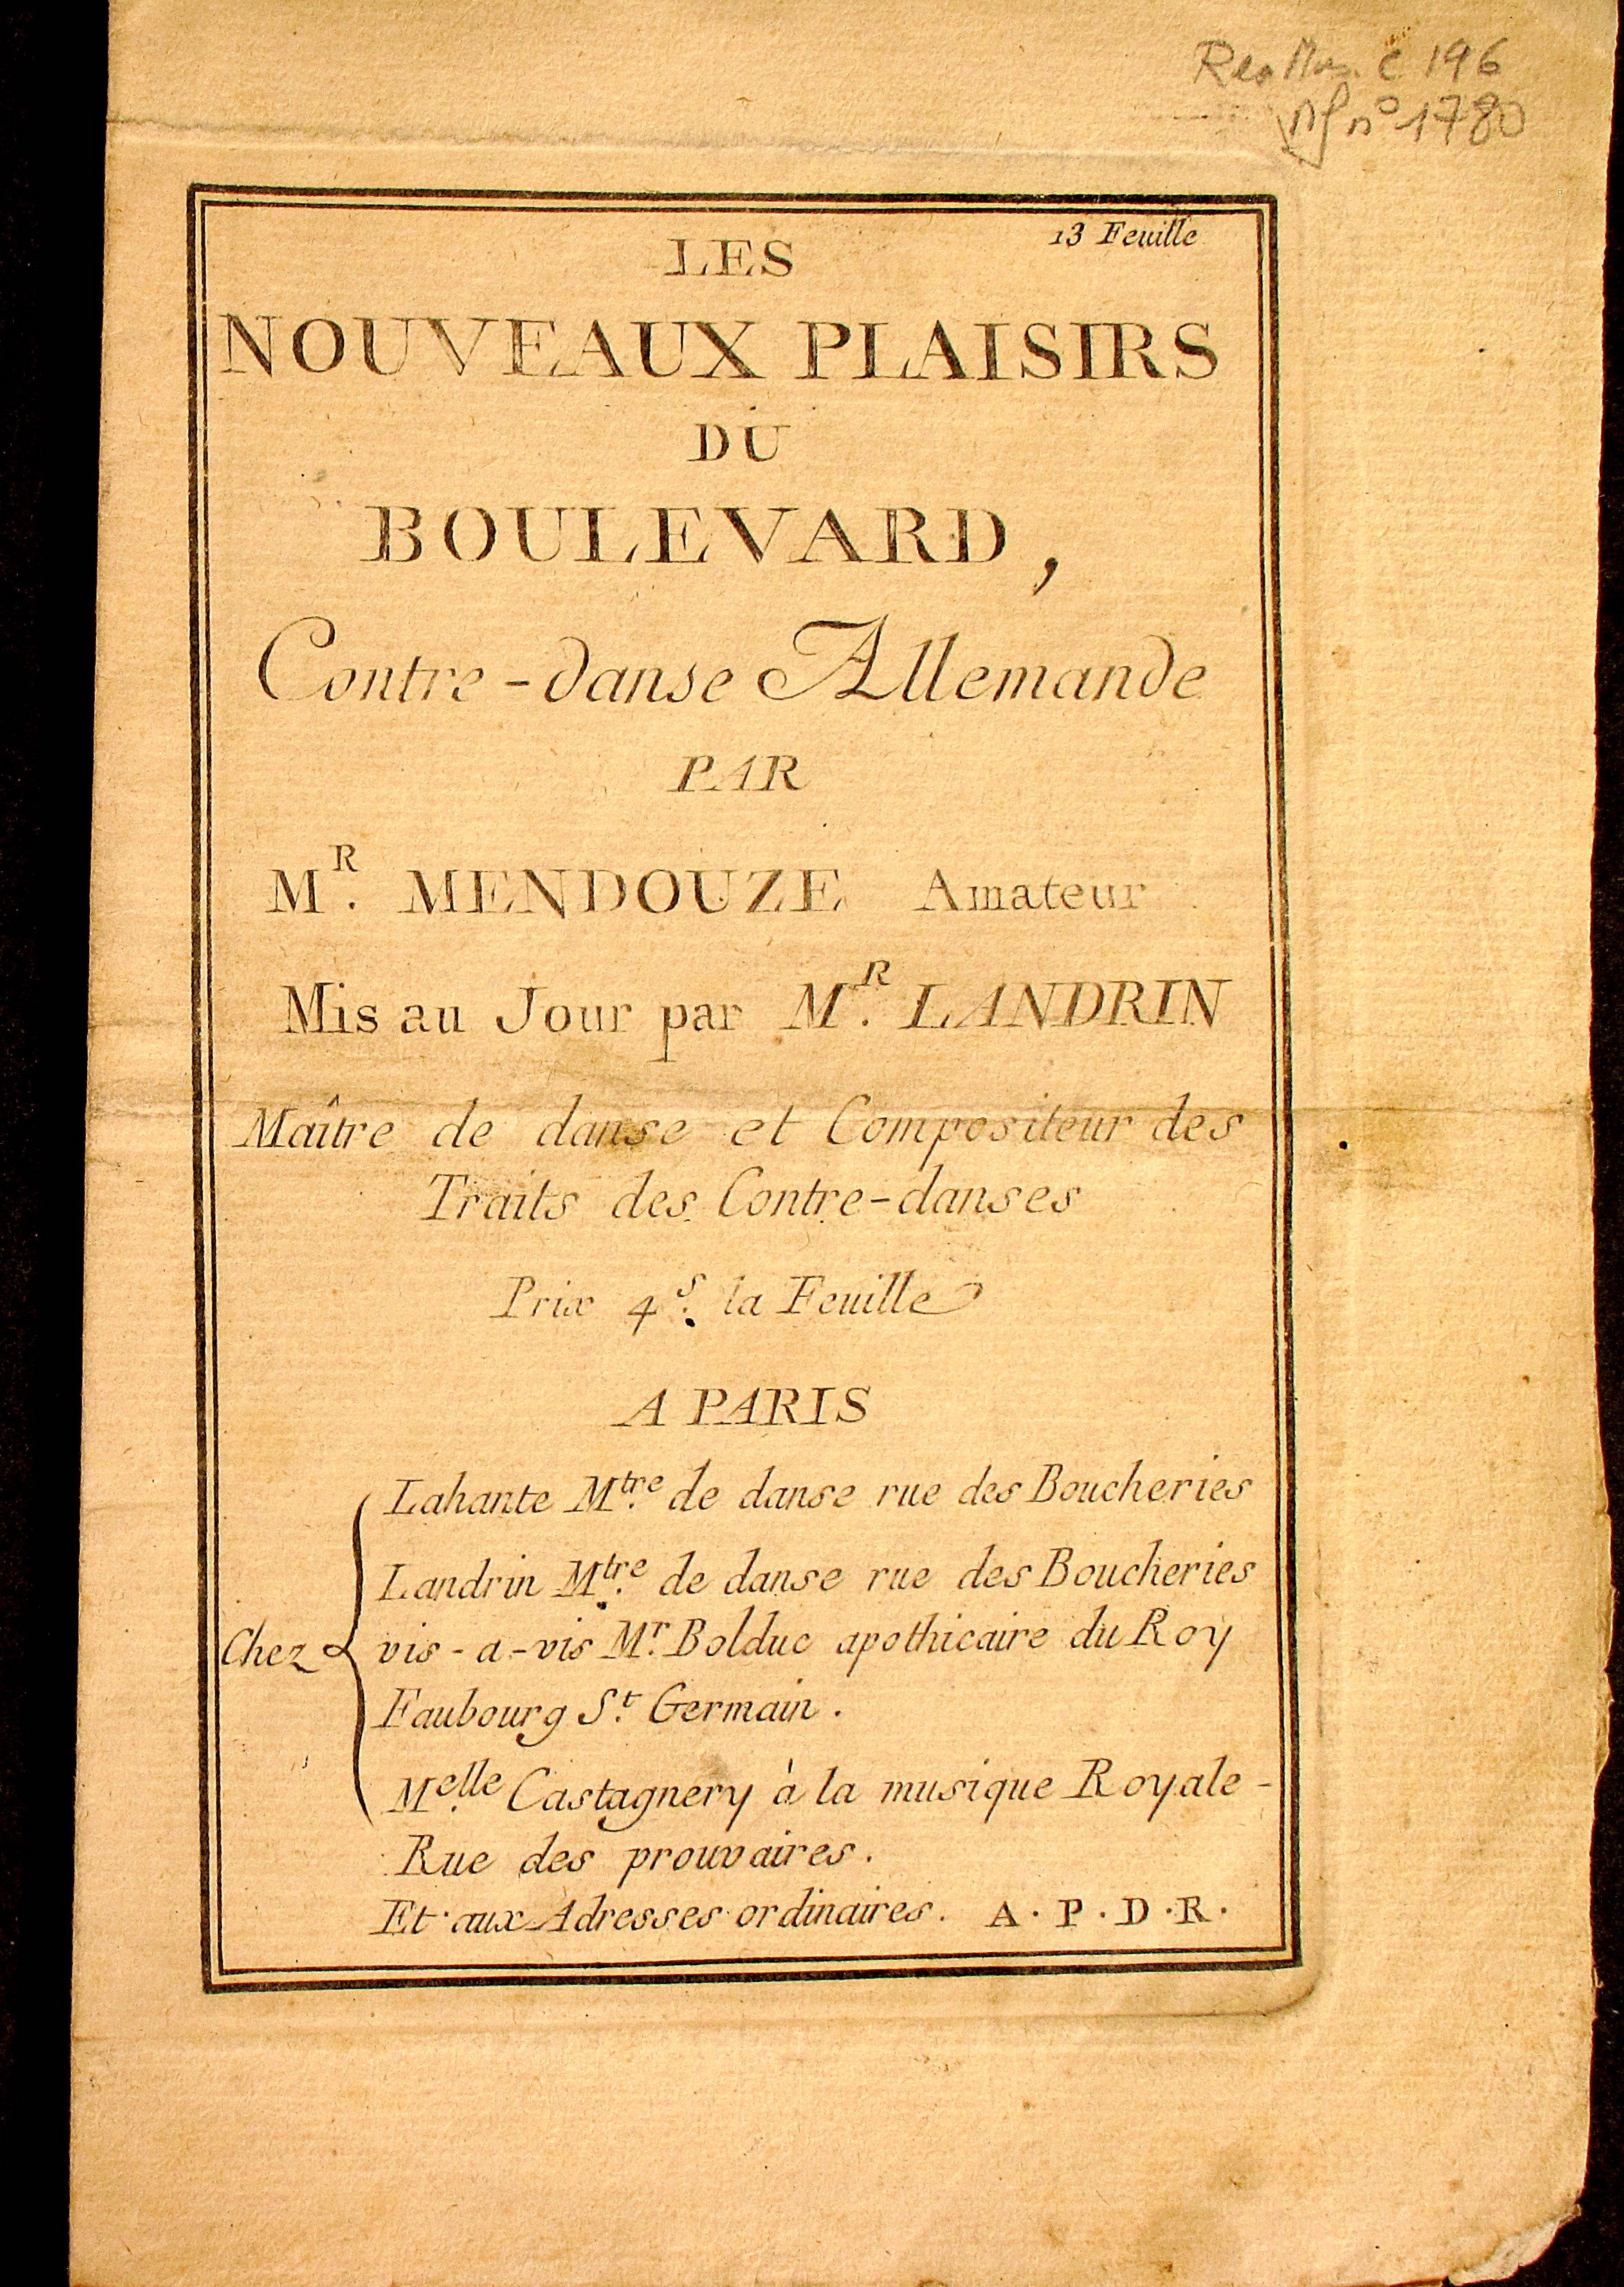 Res Mus. C 196
n° 1780
13 Feuille
LES
NOUVEAUX PLAISIRS
DU
BOULEVARD,
Contre-danse Allemande
PAR
MR. MENDOUZE Amateur
Mis au Jour par MR. LANDRIN
Maître de danse et Compositeur des
Traits des Contre-danses
Prix 4s. la Feuille
A PARIS
Lahante Mtre. de danse rue des Boucheries
Landrin Mtre. de danse rue des Boucheries
Chez vis-a-vis Mr. Bolduc apothicaire du Roy
Faubourg St. Germain.
Melle. Castagnery à la musique Royale-
Rue des prouvaires.
Et aux Adresses ordinaires. A.P.D.R.